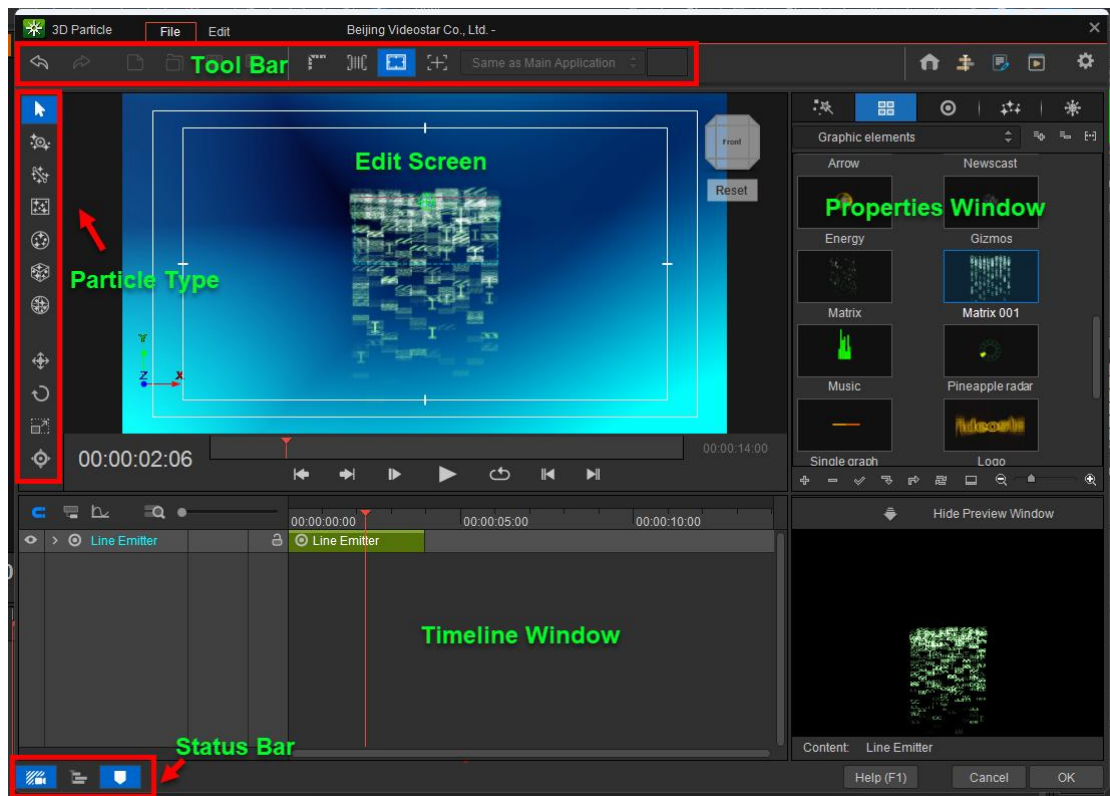 3D Particle File Edit Beijing Videostar Co., Ltd. -
Tool Bar
Same as Main Application
Front
Reset
Edit Screen
Particle Type
Y
Z X
Graphic elements
Arrow Newscast
Properties Window
Energy Gizmos
Matrix Matrix 001
Music Pineapple radar
Single graph Logo
00:00:02:06
00:00:14:00
00:00:00:00 00:00:05:00 00:00:10:00
Line Emitter
Line Emitter
Timeline Window
Hide Preview Window
Status Bar
Content: Line Emitter
Help (F1) Cancel OK